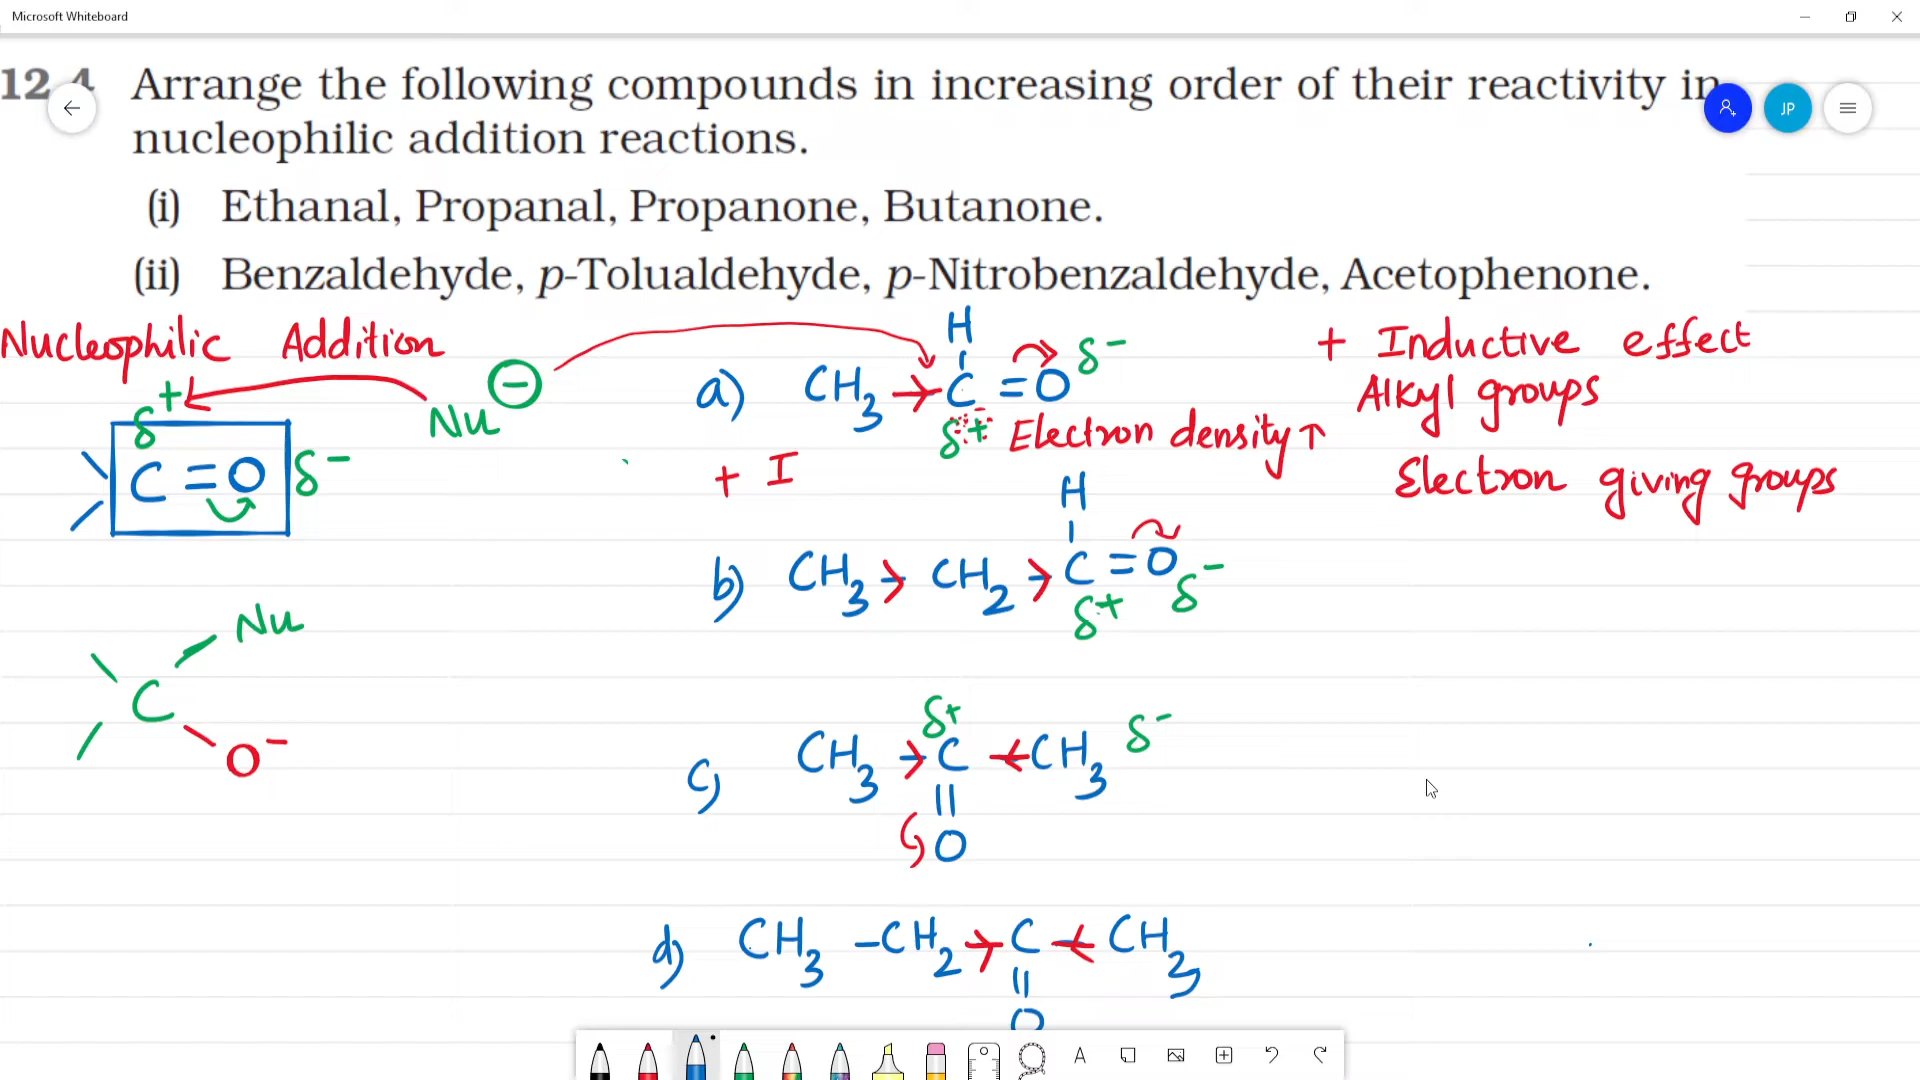 Microsoft Whiteboard
12.4 Arrange the following compounds in increasing order of their reactivity in
nucleophilic addition reactions.
JP
(i) Ethanal, Propanal, Propanone, Butanone.
(ii) Benzaldehyde, p-Tolualdehyde, p-Nitrobenzaldehyde, Acetophenone.
Nucleophilic Addition
δ+
Nu −
C = O δ−
Nu
C
O−
H
a) CH3 → C = O δ−
δ+ Electron density ↑
+ I
H
b) CH3 → CH2 → C = O
δ+ δ−
δ+
c) CH3 → C ← CH3 δ−
||
O
d) CH3 – CH2 → C ← CH3
||
O
+ Inductive effect
Alkyl groups
Electron giving groups
A